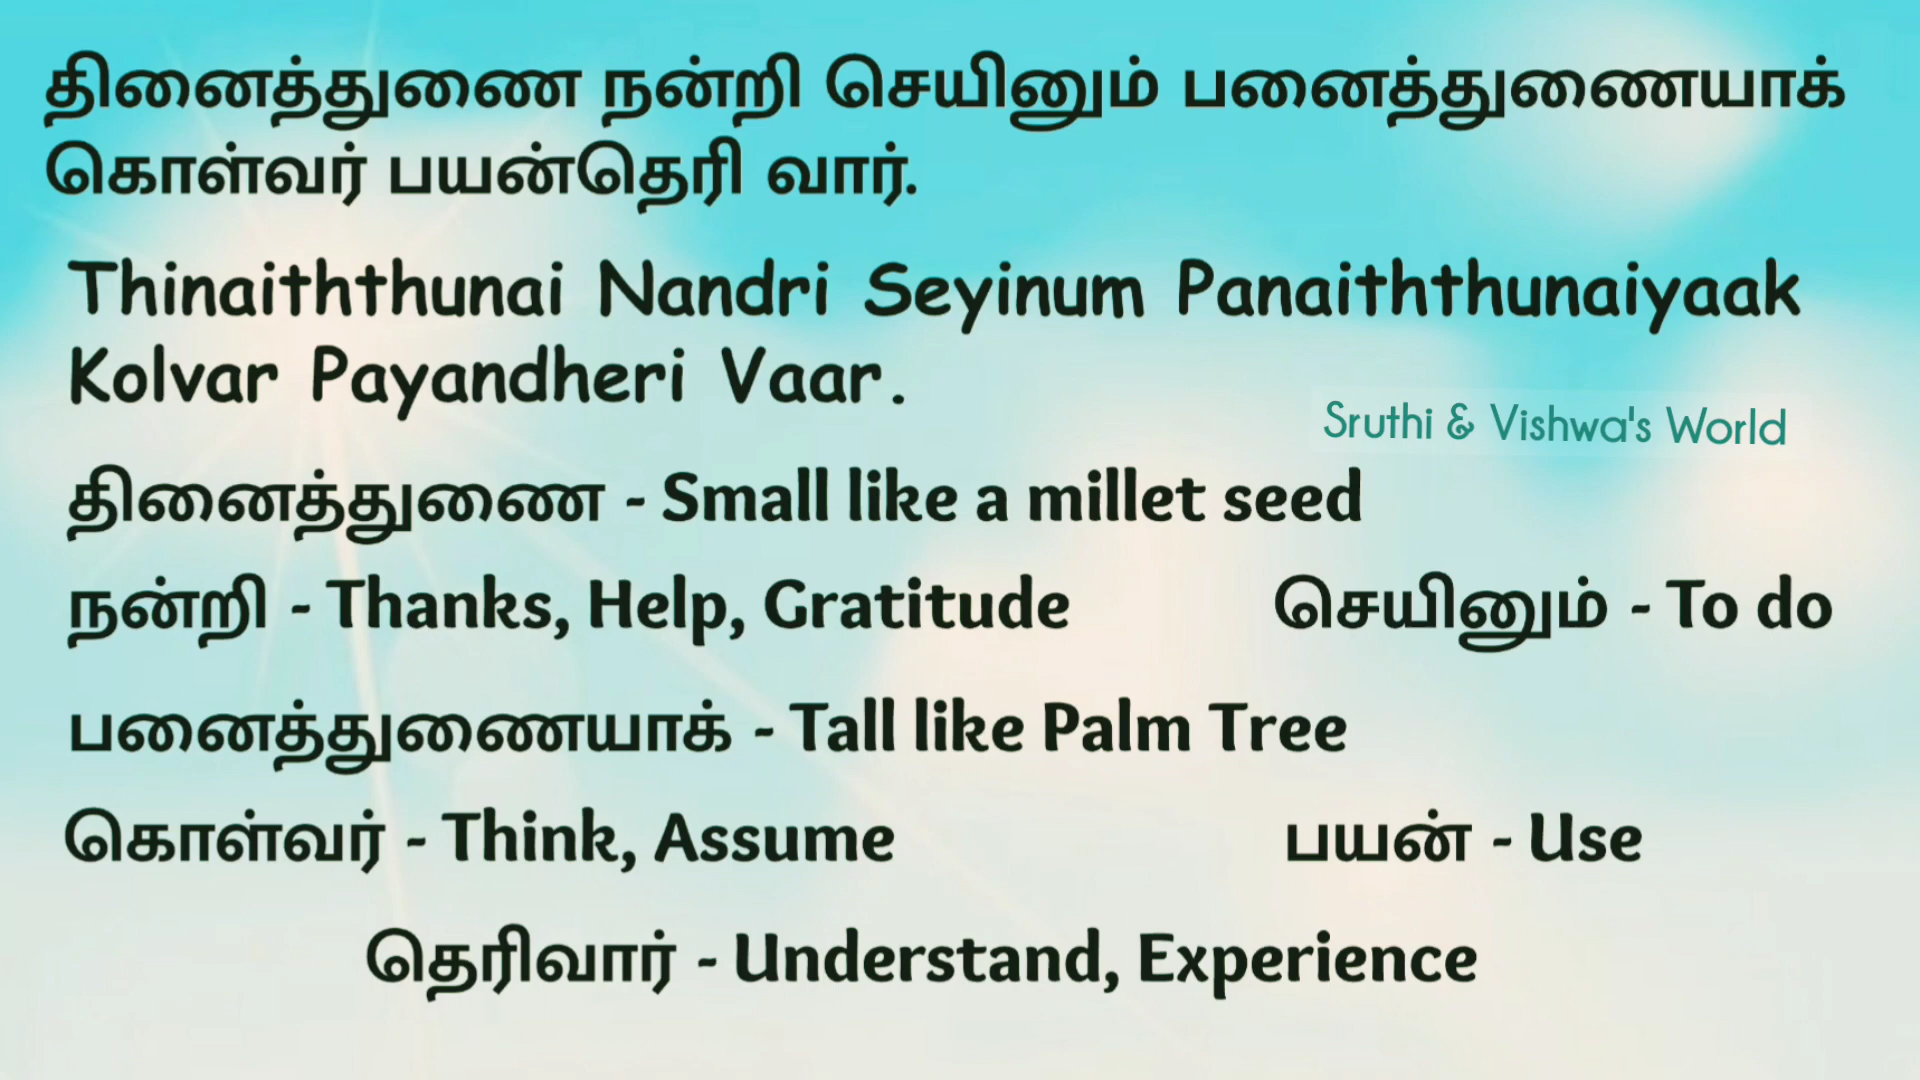 தினைத்துணை நன்றி செயினும் பனைத்துணையாக்
கொள்வர் பயன்தெரி வார்.
Thinaiththunai Nandri Seyinum Panaiththunaiyaak
Kolvar Payandheri Vaar.
Sruthi & Vishwa's World
தினைத்துணை - Small like a millet seed
நன்றி - Thanks, Help, Gratitude செயினும் - To do
பனைத்துணையாக் - Tall like Palm Tree
கொள்வர் - Think, Assume பயன் - Use
தெரிவார் - Understand, Experience